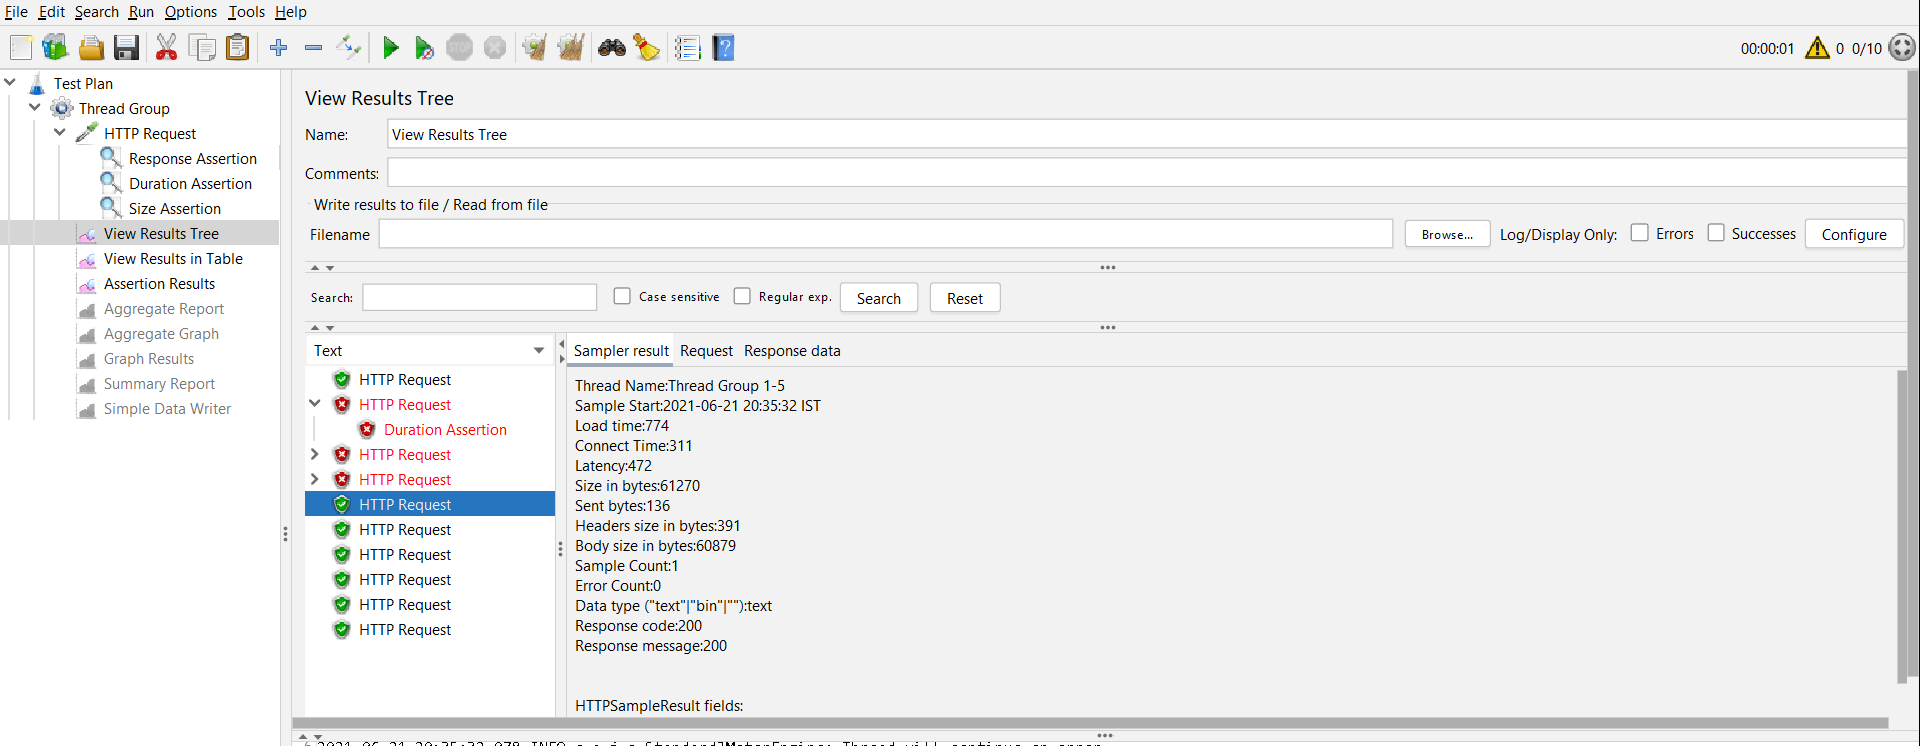 File Edit Search Run Options Tools Help
STOP
00:00:01 0 0/10
Test Plan
Thread Group
HTTP Request
Response Assertion
Duration Assertion
Size Assertion
View Results Tree
View Results in Table
Assertion Results
Aggregate Report
Aggregate Graph
Graph Results
Summary Report
Simple Data Writer
View Results Tree
Name: View Results Tree
Comments:
Write results to file / Read from file
Filename Browse... Log/Display Only: Errors Successes Configure
Search: Case sensitive Regular exp. Search Reset
Text
HTTP Request
HTTP Request
Duration Assertion
HTTP Request
HTTP Request
HTTP Request
HTTP Request
HTTP Request
HTTP Request
HTTP Request
HTTP Request
Sampler result Request Response data
Thread Name:Thread Group 1-5
Sample Start:2021-06-21 20:35:32 IST
Load time:774
Connect Time:311
Latency:472
Size in bytes:61270
Sent bytes:136
Headers size in bytes:391
Body size in bytes:60879
Sample Count:1
Error Count:0
Data type ("text"|"bin"|""):text
Response code:200
Response message:200
HTTPSampleResult fields: